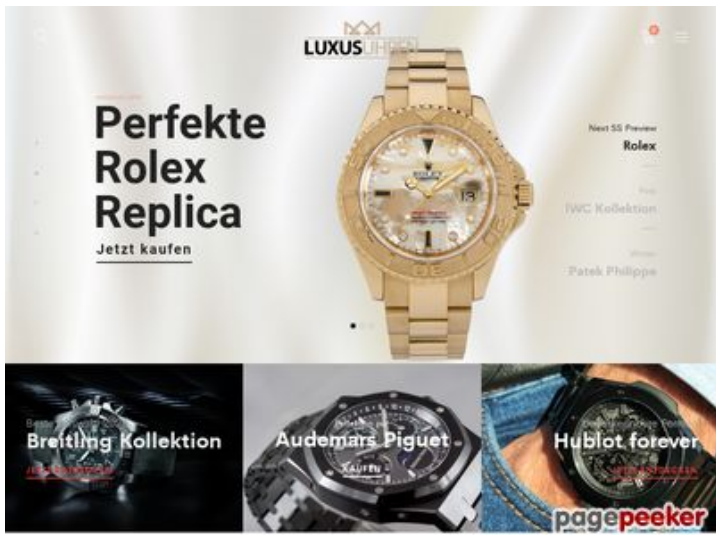 LUXUSUHREN
Perfekte
Rolex
Replica
Jetzt kaufen
Next SS Preview
Rolex
IWC Kollektion
Patek Philippe
Breitling Kollektion
Audemars Piguet
KAUFEN
Hublot forever
pagepeeker